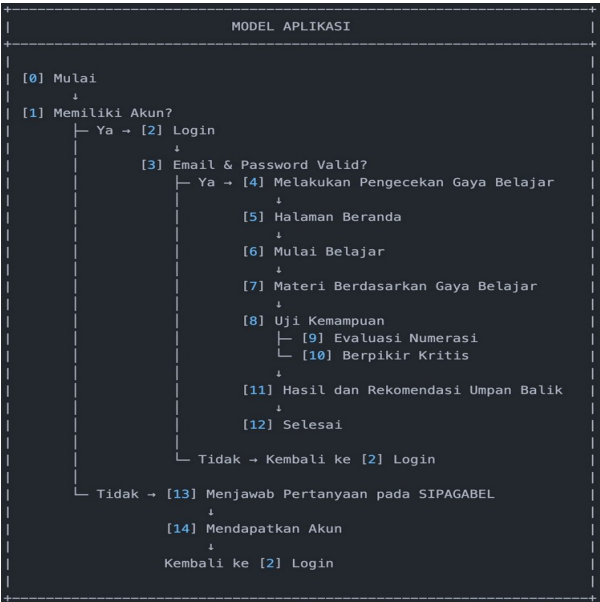 MODEL APLIKASI
[0] Mulai
↓
[1] Memiliki Akun?
├─ Ya → [2] Login
↓
[3] Email & Password Valid?
├─ Ya → [4] Melakukan Pengecekan Gaya Belajar
↓
[5] Halaman Beranda
↓
[6] Mulai Belajar
↓
[7] Materi Berdasarkan Gaya Belajar
↓
[8] Uji Kemampuan
├─ [9] Evaluasi Numerasi
└─ [10] Berpikir Kritis
↓
[11] Hasil dan Rekomendasi Umpan Balik
↓
[12] Selesai
└─ Tidak → Kembali ke [2] Login
└─ Tidak → [13] Menjawab Pertanyaan pada SIPAGABEL
↓
[14] Mendapatkan Akun
↓
Kembali ke [2] Login